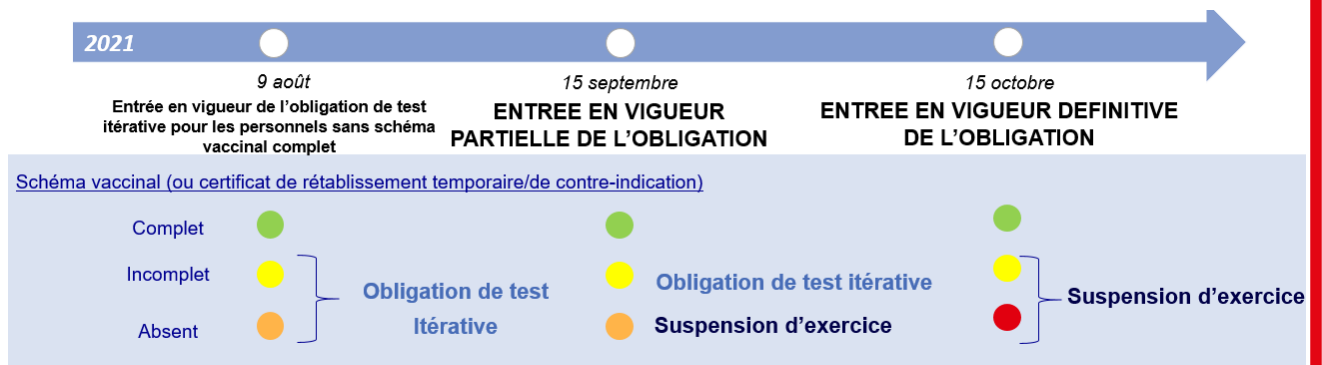 2021
9 août
Entrée en vigueur de l'obligation de test
itérative pour les personnels sans schéma
vaccinal complet
15 septembre
ENTREE EN VIGUEUR
PARTIELLE DE L'OBLIGATION
15 octobre
ENTREE EN VIGUEUR DEFINITIVE
DE L'OBLIGATION
Schéma vaccinal (ou certificat de rétablissement temporaire/de contre-indication)
Complet
Incomplet
Absent
Obligation de test
Itérative
Obligation de test itérative
Suspension d'exercice
Suspension d'exercice